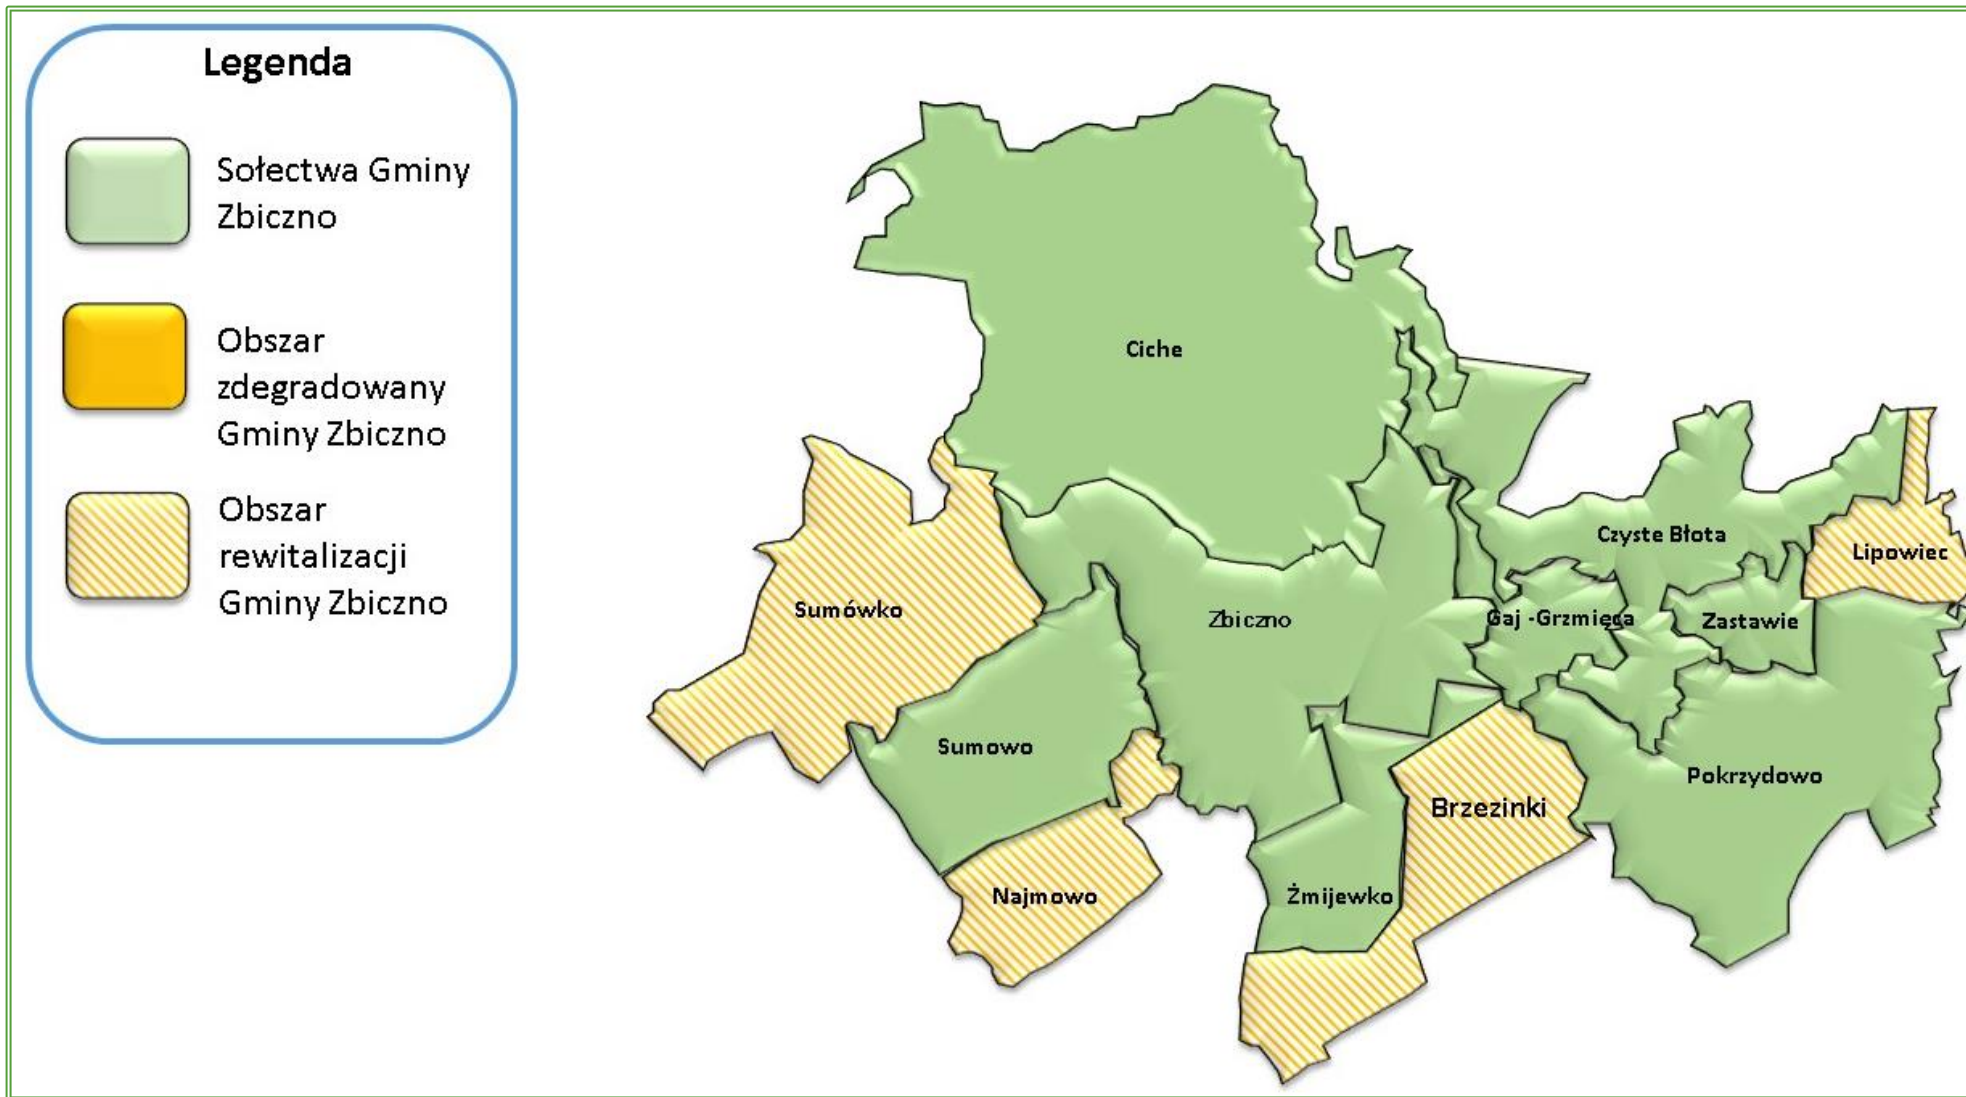 Legenda
Sołectwa Gminy
Zbiczno
Obszar
zdegradowany
Gminy Zbiczno
Obszar
rewitalizacji
Gminy Zbiczno
Ciche
Czyste Błota
Lipowiec
Sumówko
Zbiczno
Gaj -Grzmięca
Zastawie
Sumowo
Pokrzydowo
Brzezinki
Najmowo
Żmijewko